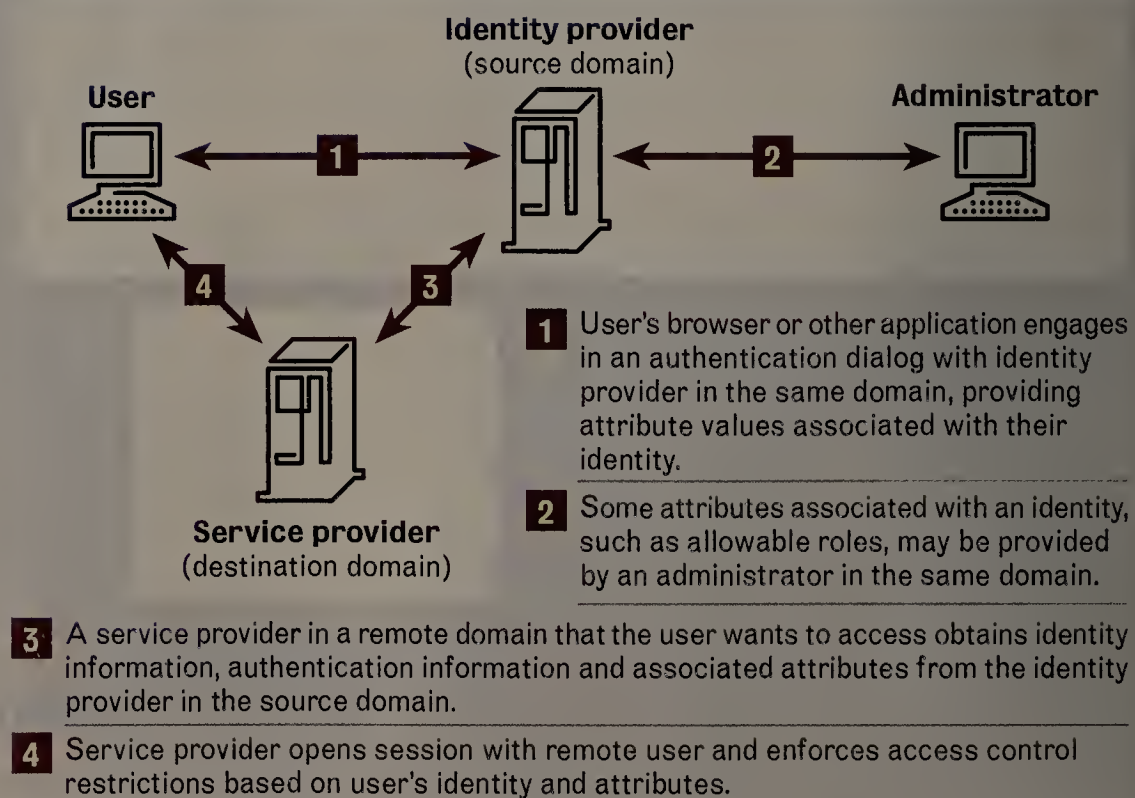 Identity provider
(source domain)
User
Administrator
1
2
4
3
Service provider
(destination domain)
1 User's browser or other application engages
in an authentication dialog with identity
provider in the same domain, providing
attribute values associated with their
identity.
2 Some attributes associated with an identity,
such as allowable roles, may be provided
by an administrator in the same domain.
3 A service provider in a remote domain that the user wants to access obtains identity
information, authentication information and associated attributes from the identity
provider in the source domain.
4 Service provider opens session with remote user and enforces access control
restrictions based on user's identity and attributes.